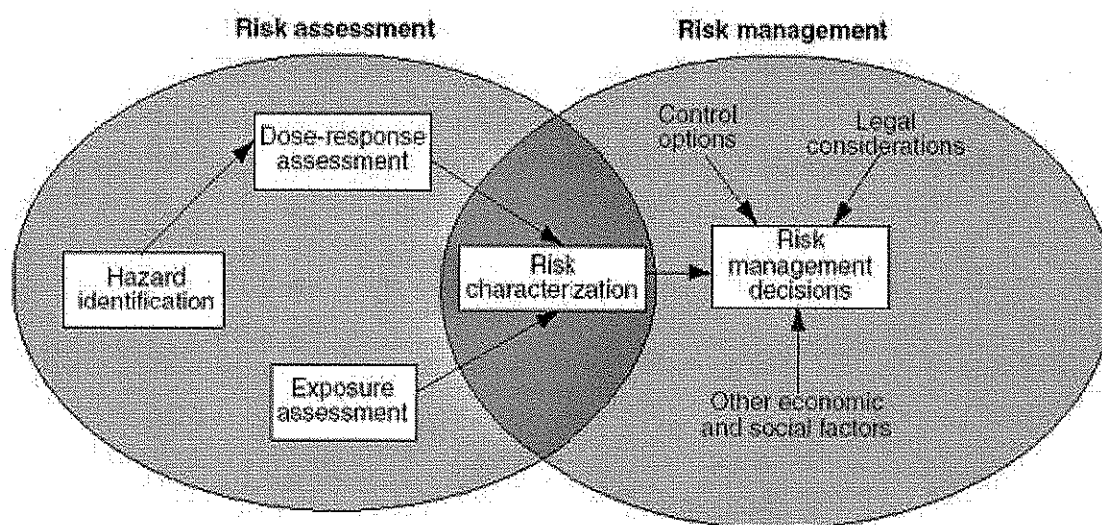 Risk assessment
Risk management
Dose-response
assessment
Control
options
Legal
considerations
Hazard
identification
Risk
characterization
Risk
management
decisions
Exposure
assessment
Other economic
and social factors